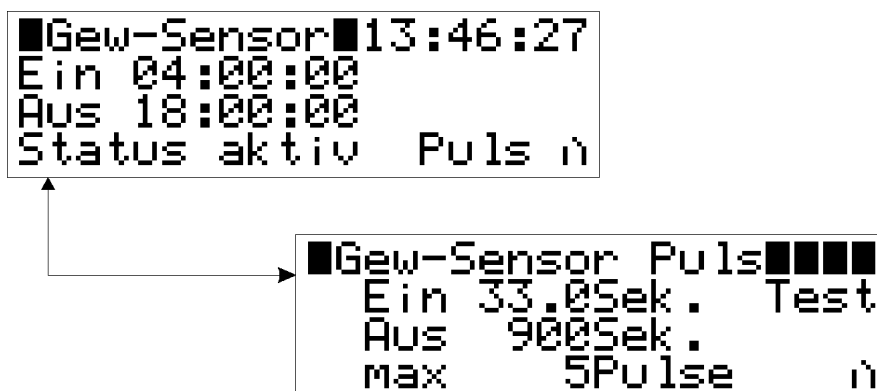 ■Gew-Sensor■13:46:27
Ein 04:00:00
Aus 18:00:00
Status aktiv Puls n
■Gew-Sensor Puls■■■■
Ein 33.0Sek. Test
Aus 900Sek.
max 5Pulse n